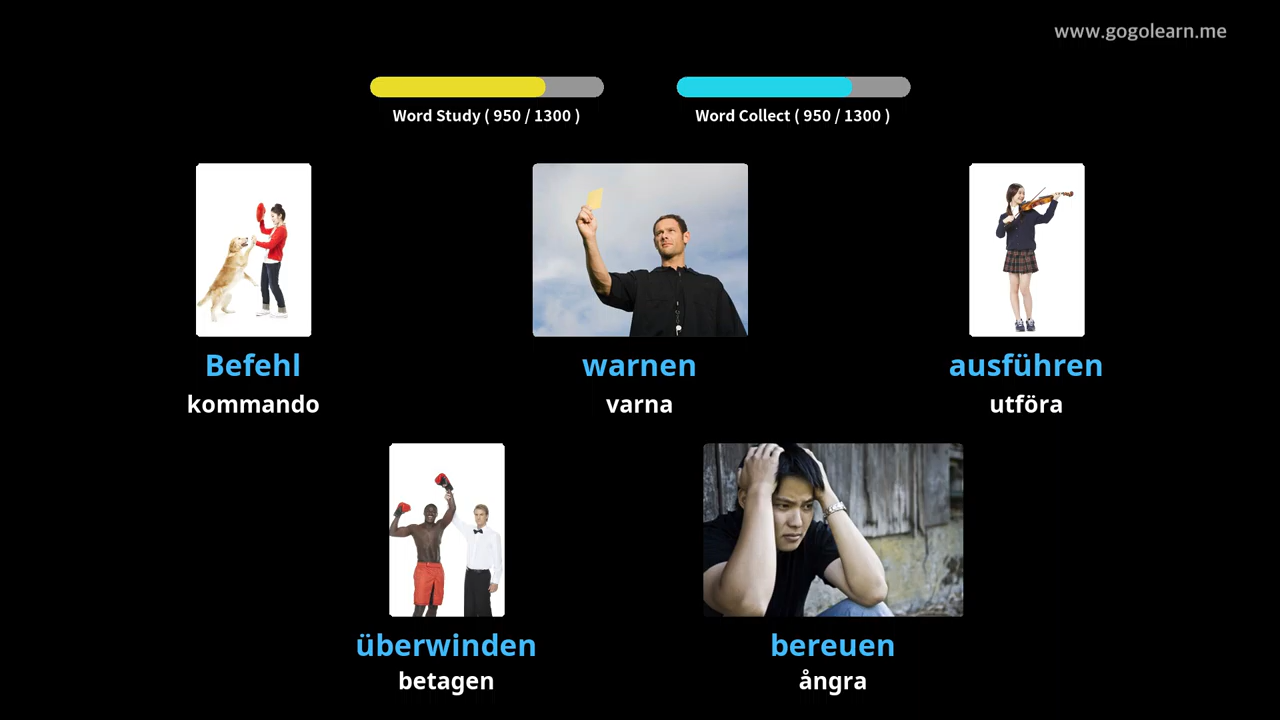 www.gogolearn.me
Word Study ( 950 / 1300 )
Word Collect ( 950 / 1300 )
Befehl
kommando
warnen
varna
ausführen
utföra
überwinden
betagen
bereuen
ångra